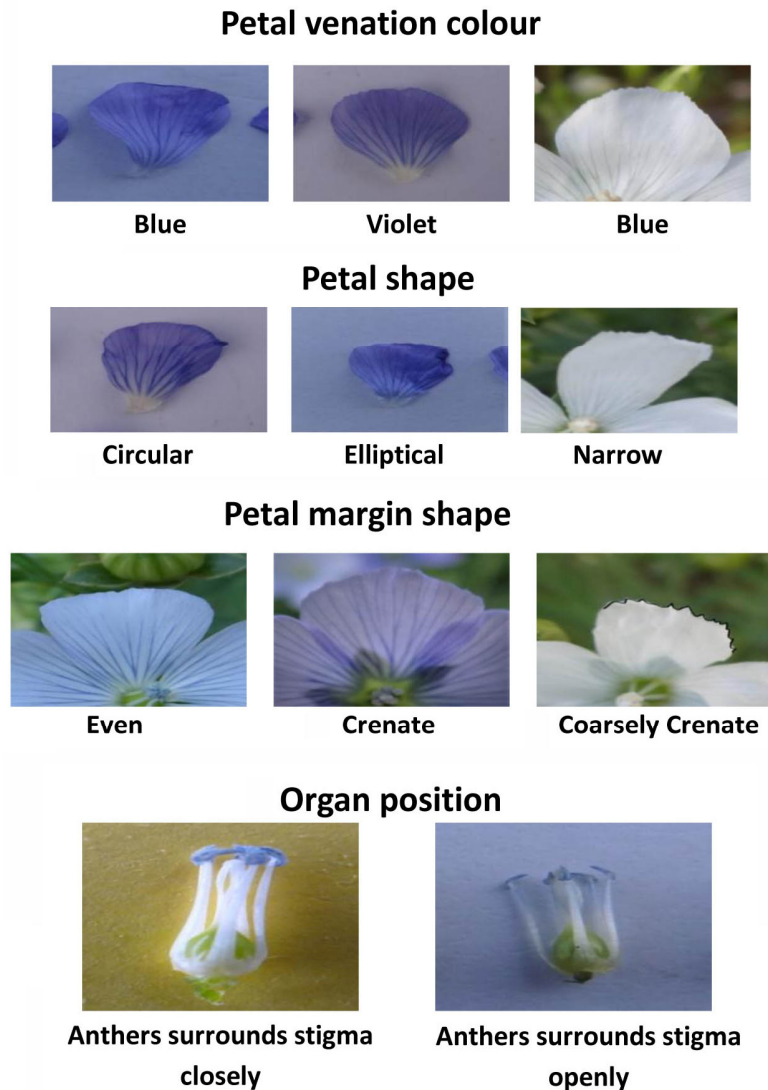 Petal venation colour
Blue Violet Blue
Petal shape
Circular Elliptical Narrow
Petal margin shape
Even Crenate Coarsely Crenate
Organ position
Anthers surrounds stigma Anthers surrounds stigma
closely openly